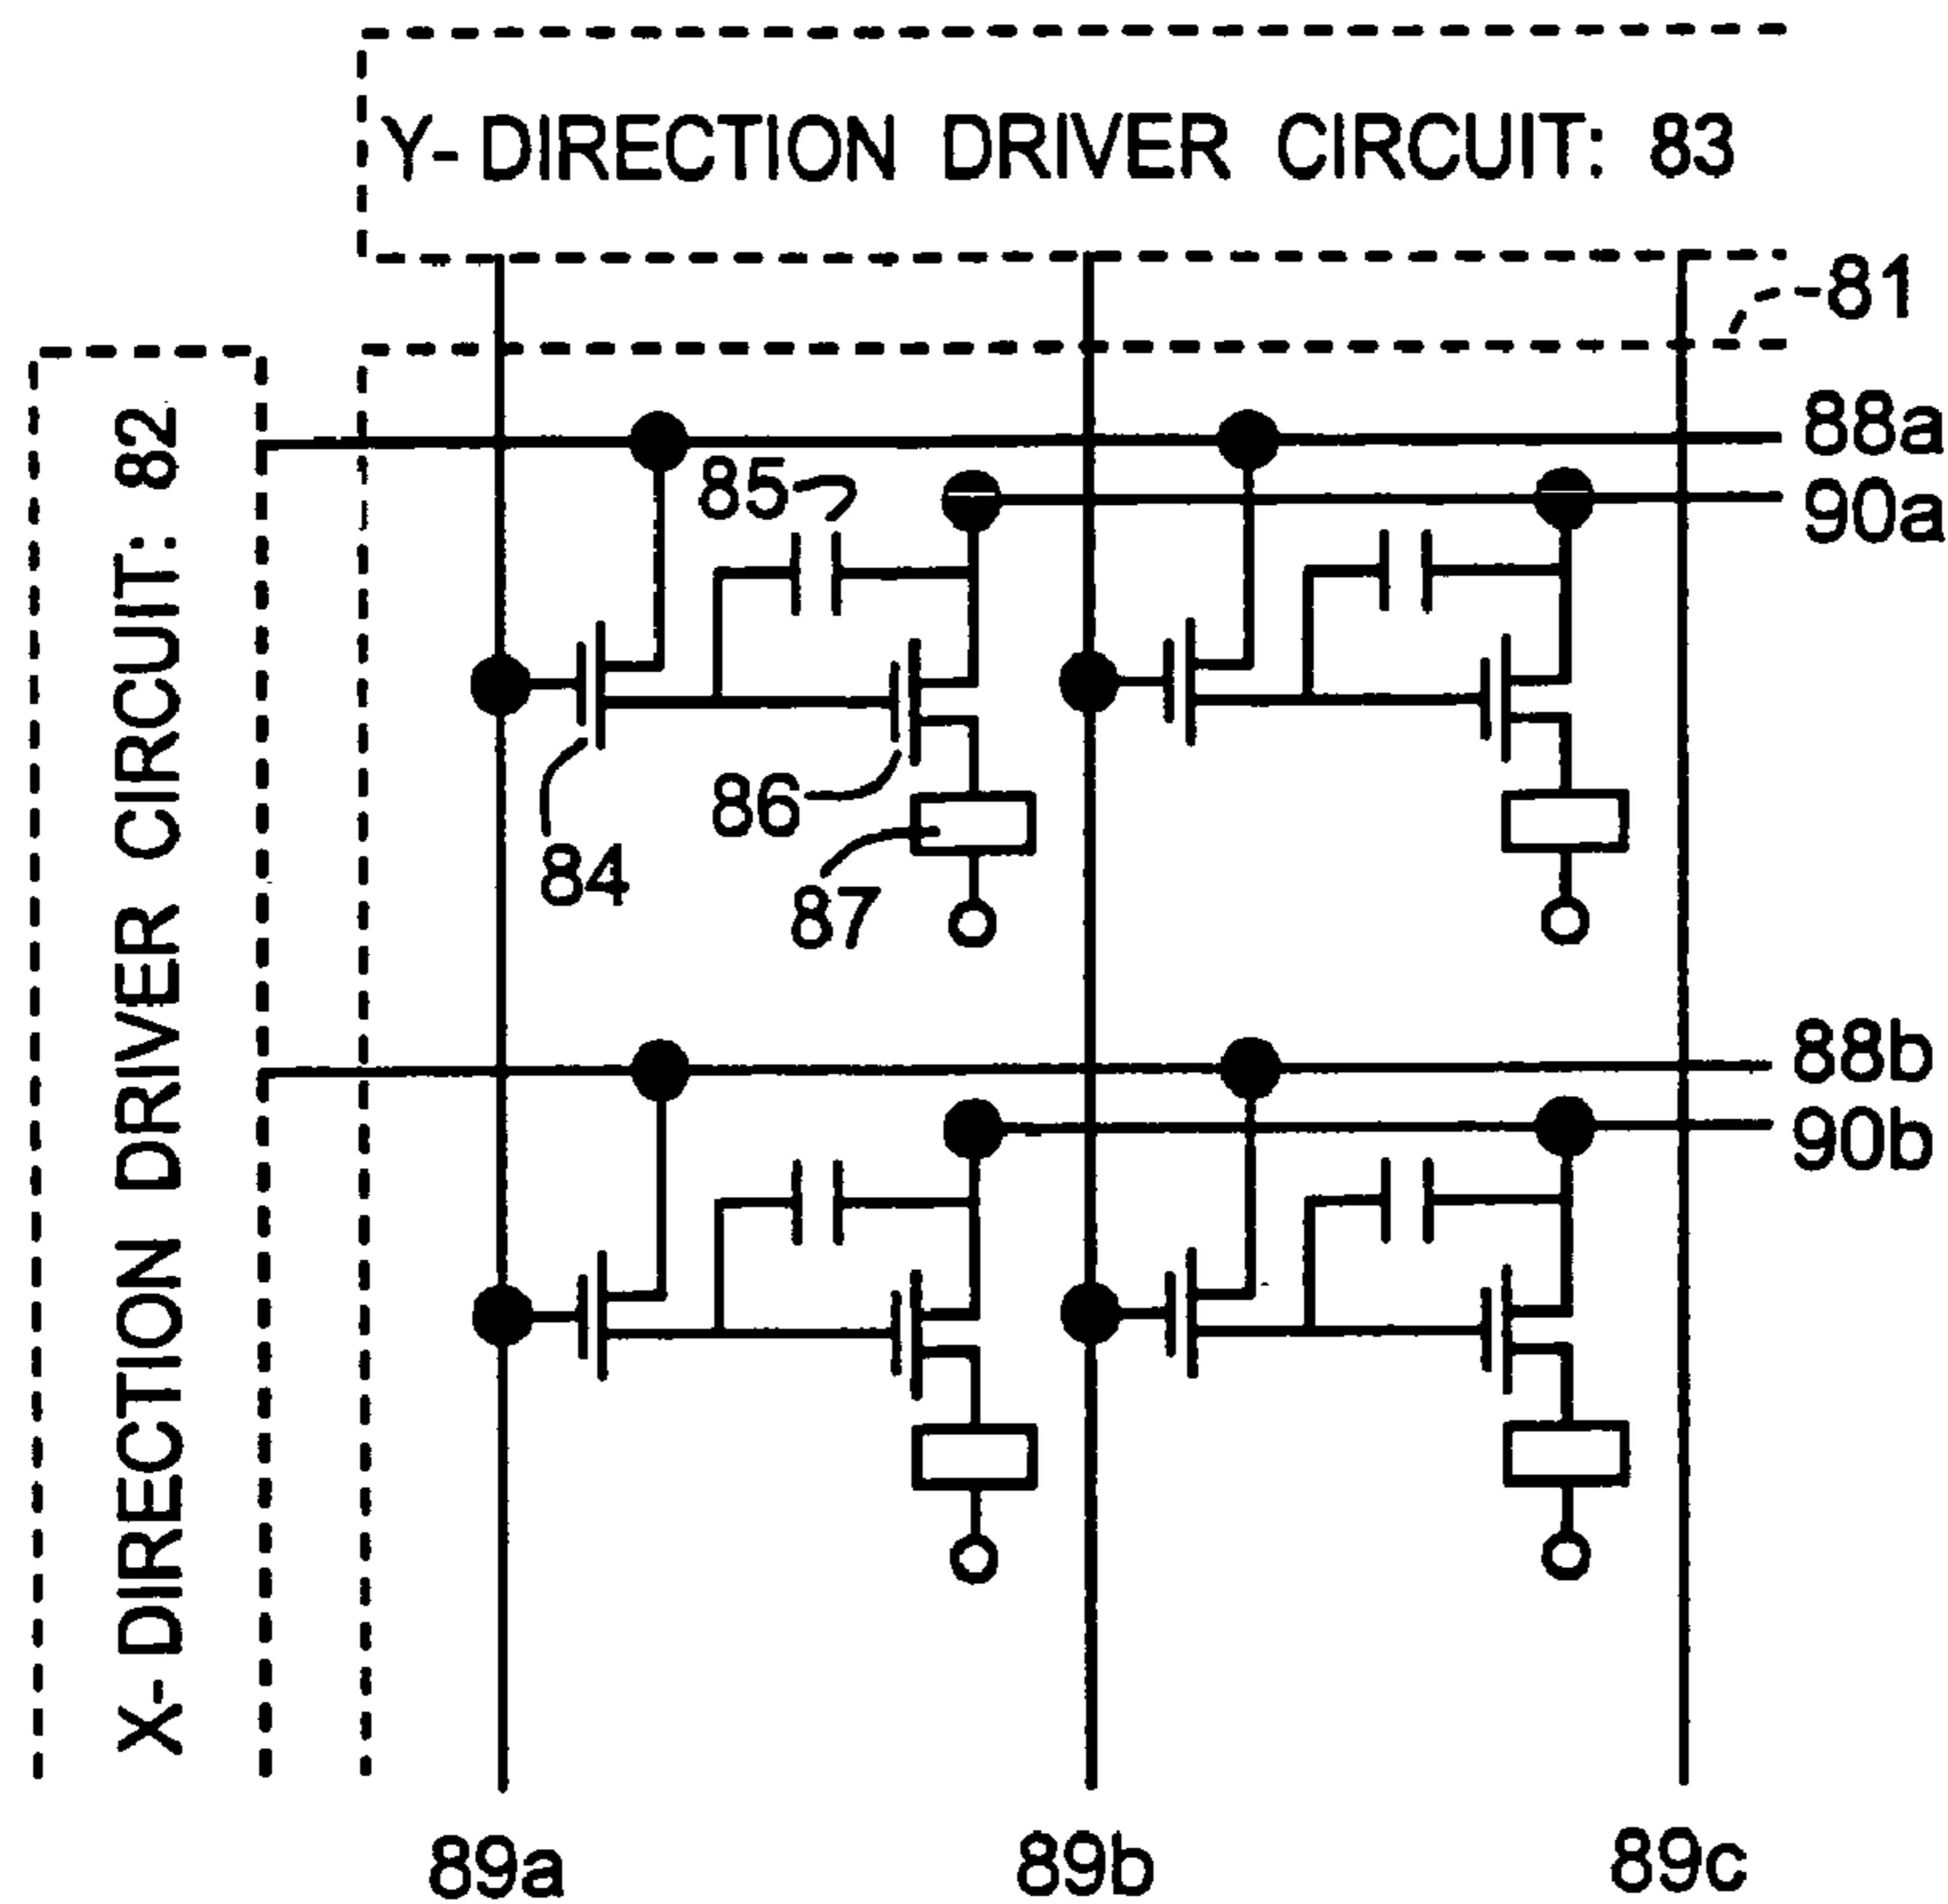 Y-DIRECTION DRIVER CIRCUIT: 83
81
X-DIRECTION DRIVER CIRCUIT: 82
88a
90a
85
86
84
87
88b
90b
89a
89b
89c